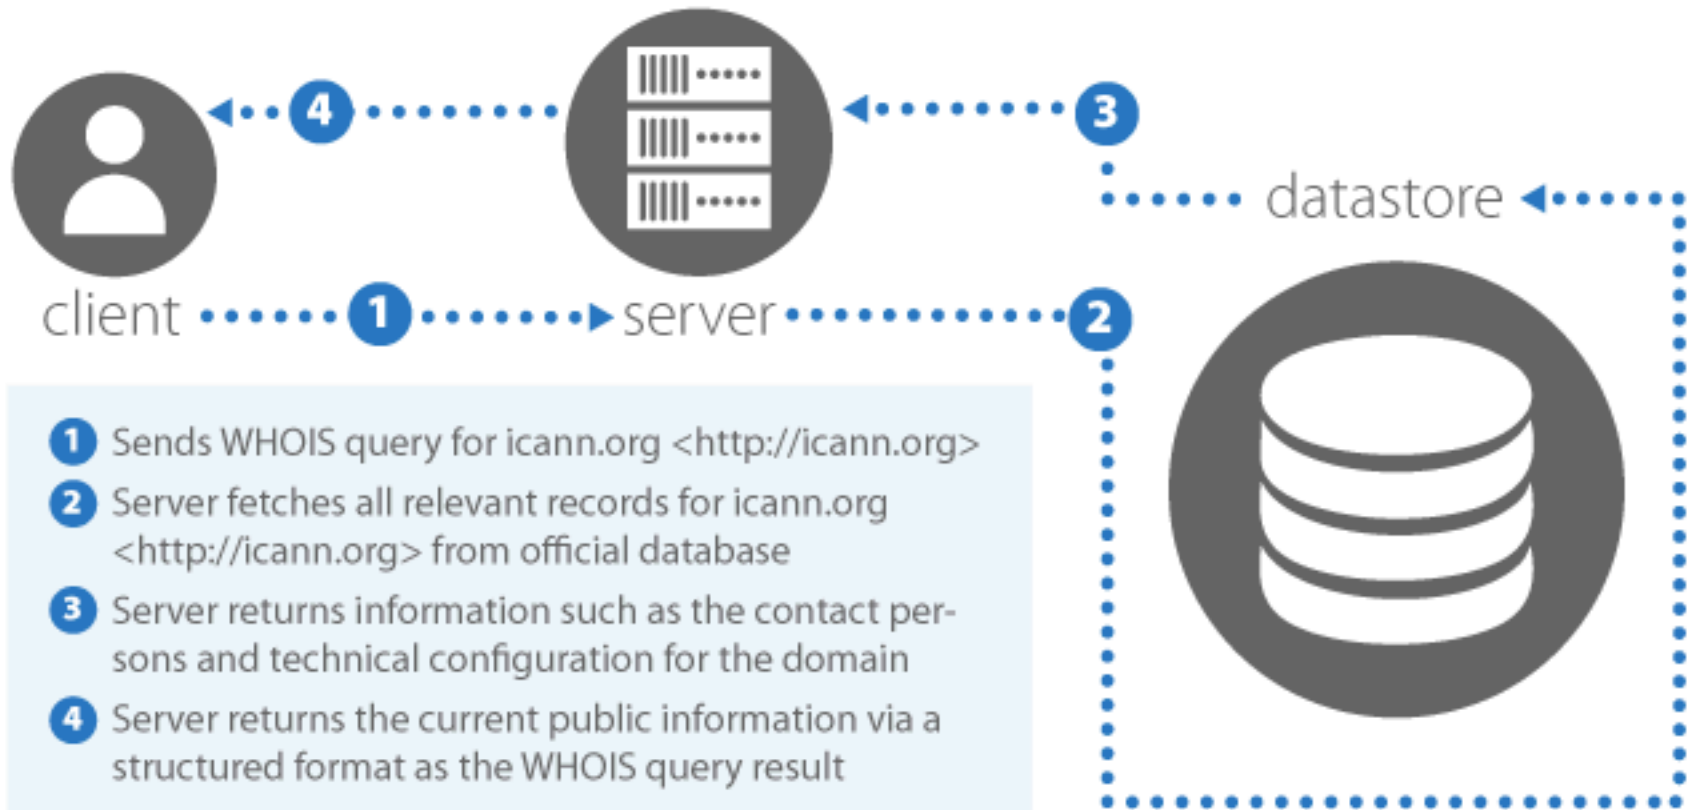 4
3
datastore
client
1
server
2
1 Sends WHOIS query for icann.org <http://icann.org>
2 Server fetches all relevant records for icann.org
<http://icann.org> from official database
3 Server returns information such as the contact per-
sons and technical configuration for the domain
4 Server returns the current public information via a
structured format as the WHOIS query result